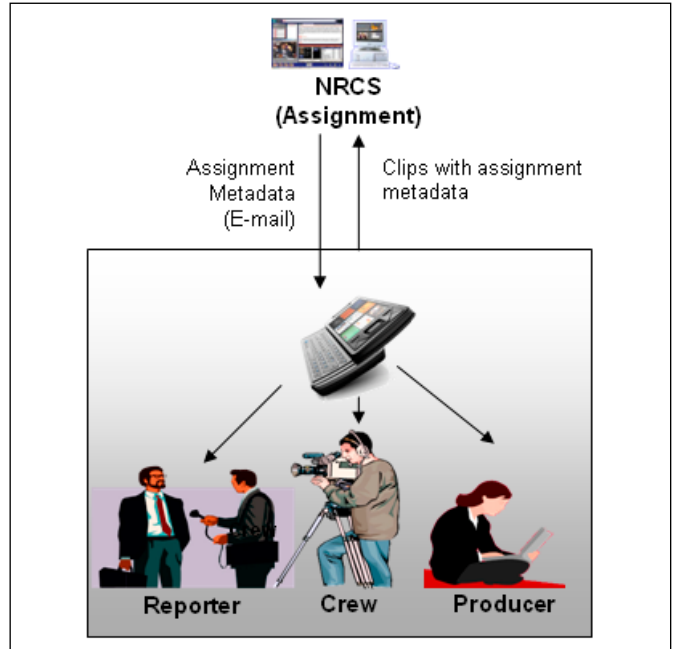 NRCS
(Assignment)
Assignment
Metadata
(E-mail)
Clips with assignment
metadata
Reporter
Crew
Producer